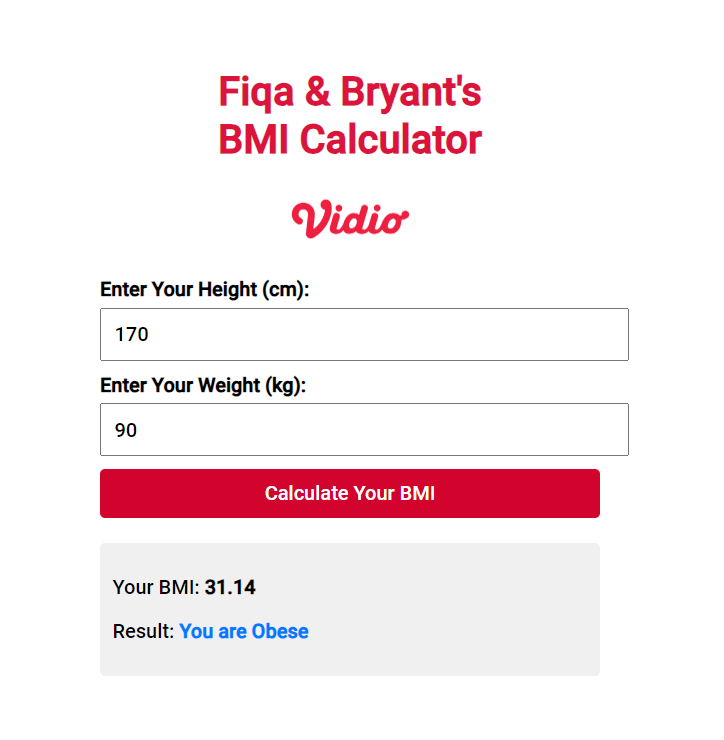 Fiqa & Bryant's
BMI Calculator
Vidio
Enter Your Height (cm):
170
Enter Your Weight (kg):
90
Calculate Your BMI
Your BMI: 31.14
Result: You are Obese